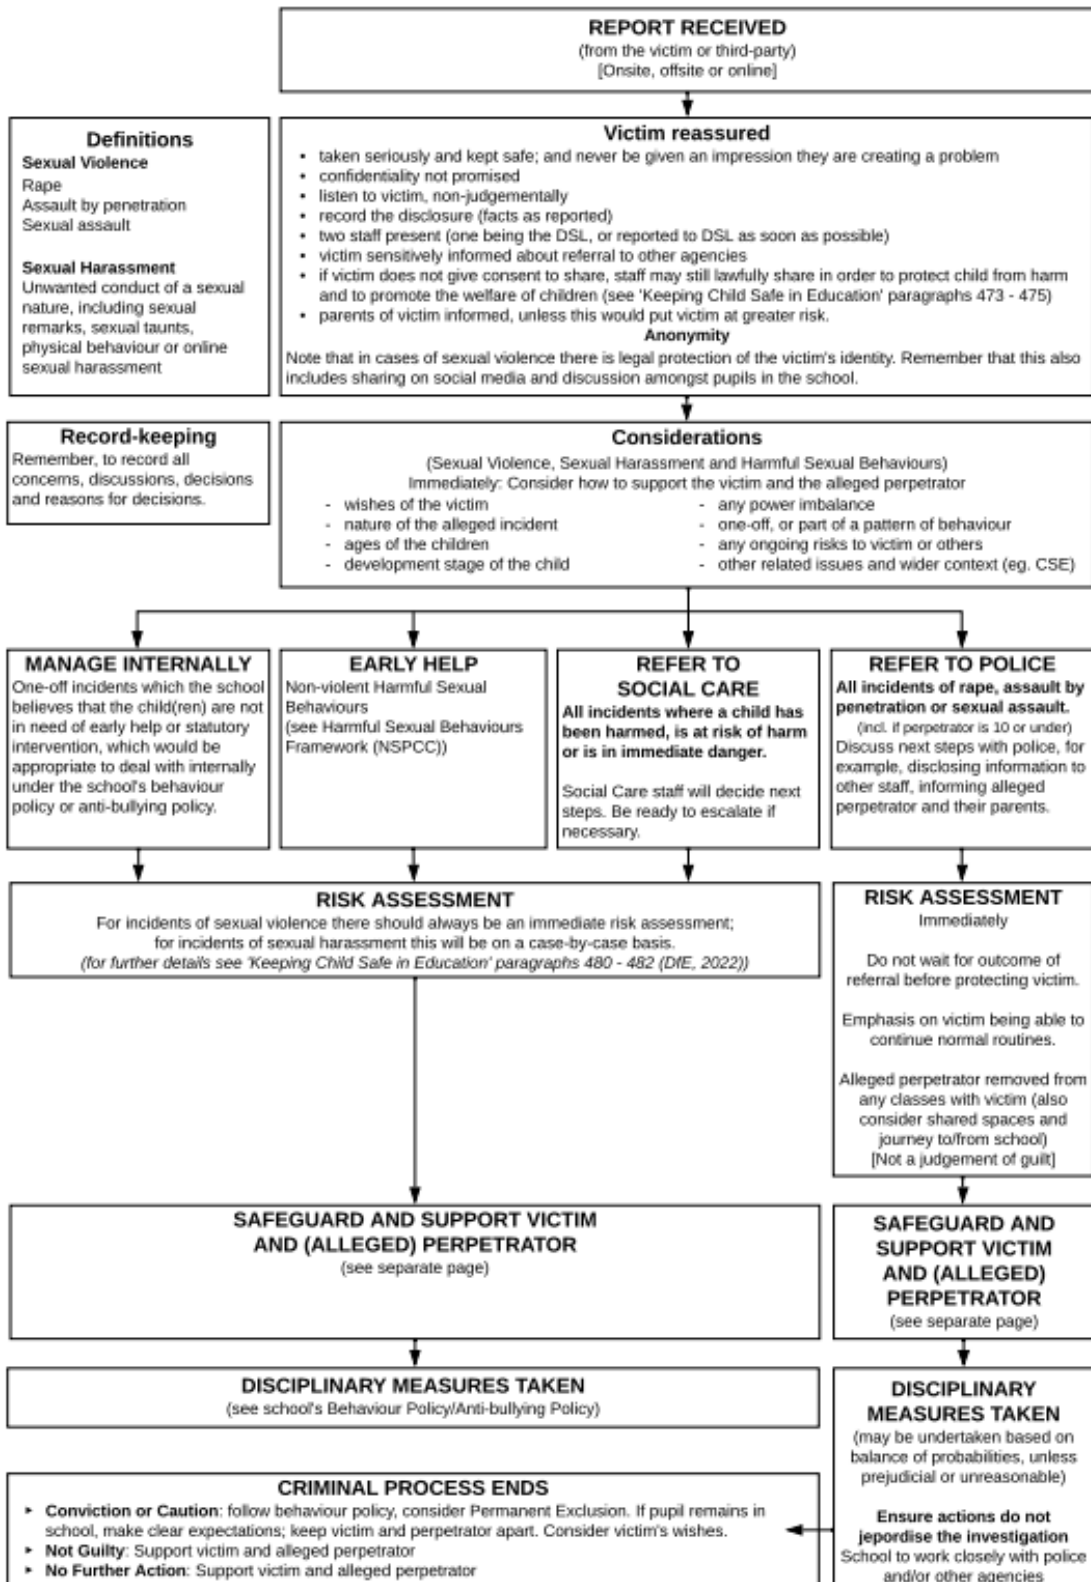 REPORT RECEIVED
(from the victim or third-party)
[Onsite, offsite or online]
Definitions
Sexual Violence
Rape
Assault by penetration
Sexual assault
Sexual Harassment
Unwanted conduct of a sexual
nature, including sexual
remarks, sexual taunts,
physical behaviour or online
sexual harassment
Victim reassured
• taken seriously and kept safe; and never be given an impression they are creating a problem
• confidentiality not promised
• listen to victim, non-judgementally
• record the disclosure (facts as reported)
• two staff present (one being the DSL, or reported to DSL as soon as possible)
• victim sensitively informed about referral to other agencies
• if victim does not give consent to share, staff may still lawfully share in order to protect child from harm
and to promote the welfare of children (see 'Keeping Child Safe in Education' paragraphs 473 - 475)
• parents of victim informed, unless this would put victim at greater risk.
Anonymity
Note that in cases of sexual violence there is legal protection of the victim's identity. Remember that this also
includes sharing on social media and discussion amongst pupils in the school.
Record-keeping
Remember, to record all
concerns, discussions, decisions
and reasons for decisions.
Considerations
(Sexual Violence, Sexual Harassment and Harmful Sexual Behaviours)
Immediately: Consider how to support the victim and the alleged perpetrator
- wishes of the victim
- nature of the alleged incident
- ages of the children
- development stage of the child
- any power imbalance
- one-off, or part of a pattern of behaviour
- any ongoing risks to victim or others
- other related issues and wider context (eg. CSE)
MANAGE INTERNALLY
One-off incidents which the school
believes that the child(ren) are not
in need of early help or statutory
intervention, which would be
appropriate to deal with internally
under the school's behaviour
policy or anti-bullying policy.
EARLY HELP
Non-violent Harmful Sexual
Behaviours
(see Harmful Sexual Behaviours
Framework (NSPCC))
REFER TO
SOCIAL CARE
All incidents where a child has
been harmed, is at risk of harm
or is in immediate danger.
Social Care staff will decide next
steps. Be ready to escalate if
necessary.
REFER TO POLICE
All incidents of rape, assault by
penetration or sexual assault.
(incl. if perpetrator is 10 or under)
Discuss next steps with police, for
example, disclosing information to
other staff, informing alleged
perpetrator and their parents.
RISK ASSESSMENT
For incidents of sexual violence there should always be an immediate risk assessment;
for incidents of sexual harassment this will be on a case-by-case basis.
(for further details see 'Keeping Child Safe in Education' paragraphs 480 - 482 (DfE, 2022))
RISK ASSESSMENT
Immediately
Do not wait for outcome of
referral before protecting victim.
Emphasis on victim being able to
continue normal routines.
Alleged perpetrator removed from
any classes with victim (also
consider shared spaces and
journey to/from school)
[Not a judgement of guilt]
SAFEGUARD AND SUPPORT VICTIM
AND (ALLEGED) PERPETRATOR
(see separate page)
SAFEGUARD AND
SUPPORT VICTIM
AND (ALLEGED)
PERPETRATOR
(see separate page)
DISCIPLINARY MEASURES TAKEN
(see school's Behaviour Policy/Anti-bullying Policy)
DISCIPLINARY
MEASURES TAKEN
(may be undertaken based on
balance of probabilities, unless
prejudicial or unreasonable)
Ensure actions do not
jepordise the investigation
School to work closely with police
and/or other agencies
CRIMINAL PROCESS ENDS
▸ Conviction or Caution: follow behaviour policy, consider Permanent Exclusion. If pupil remains in
school, make clear expectations; keep victim and perpetrator apart. Consider victim's wishes.
▸ Not Guilty: Support victim and alleged perpetrator
▸ No Further Action: Support victim and alleged perpetrator